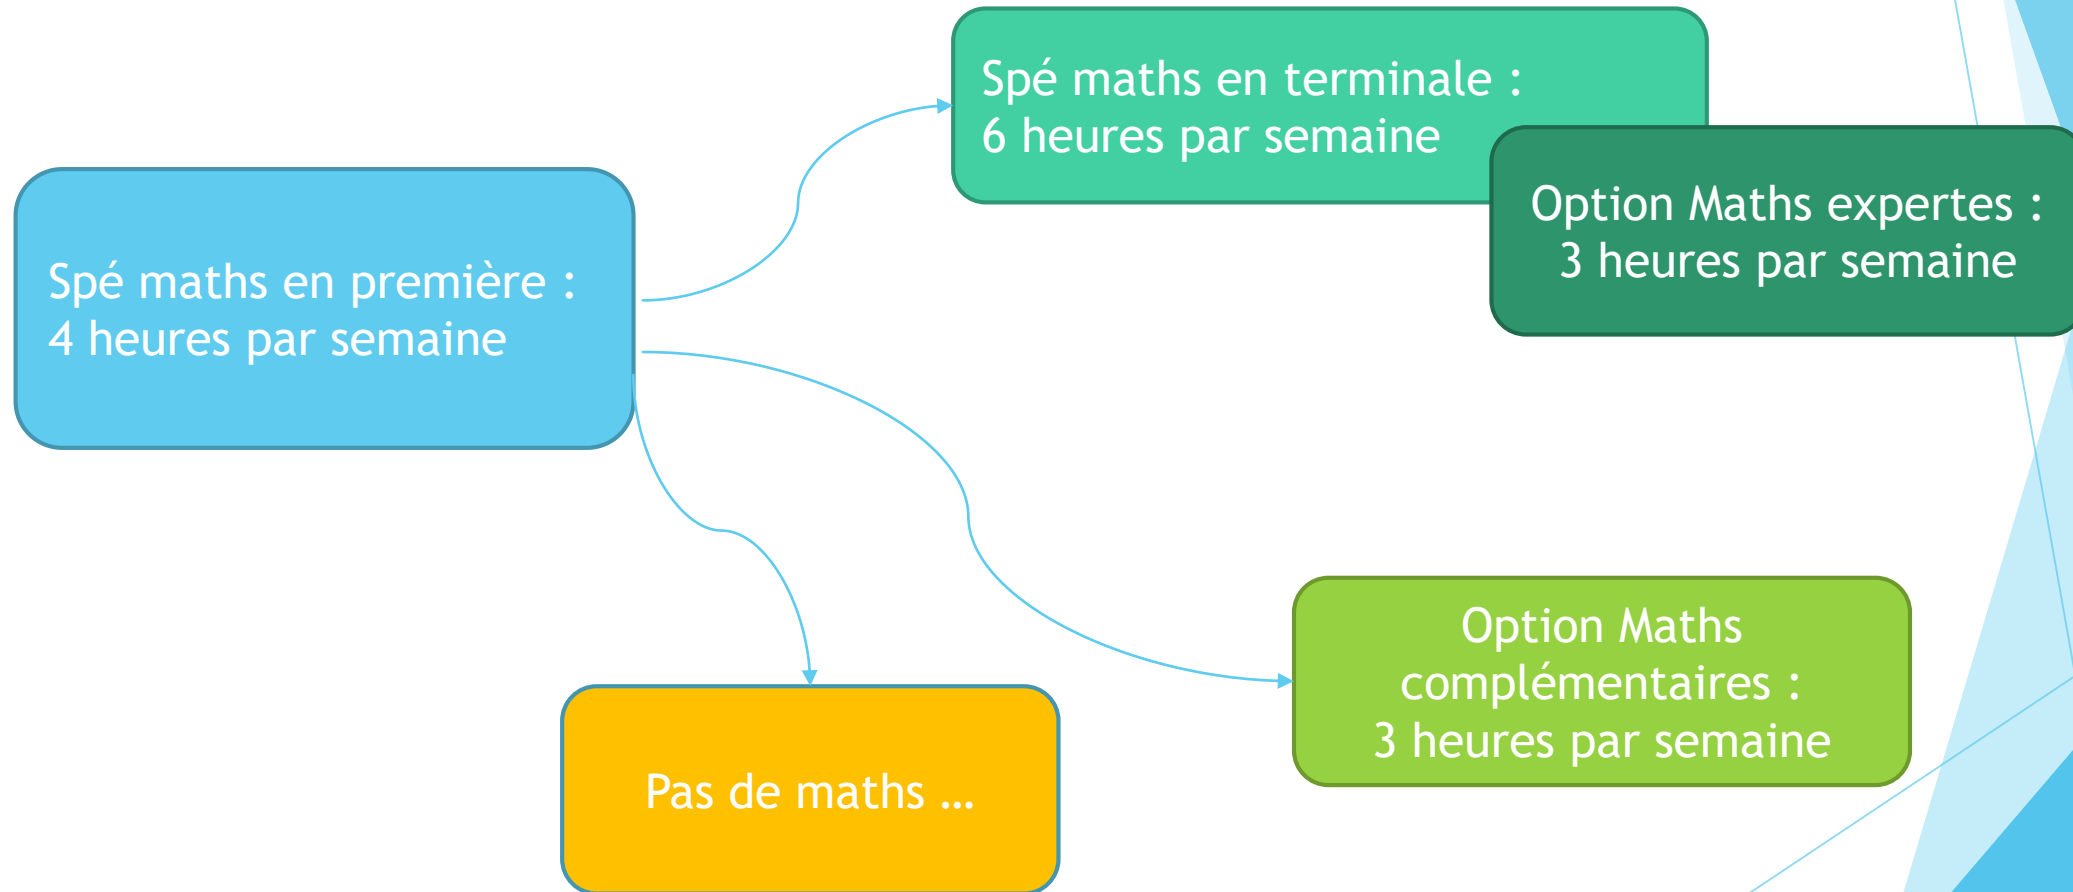 Spé maths en première :
4 heures par semaine
Spé maths en terminale :
6 heures par semaine
Option Maths expertes :
3 heures par semaine
Option Maths
complémentaires :
3 heures par semaine
Pas de maths …